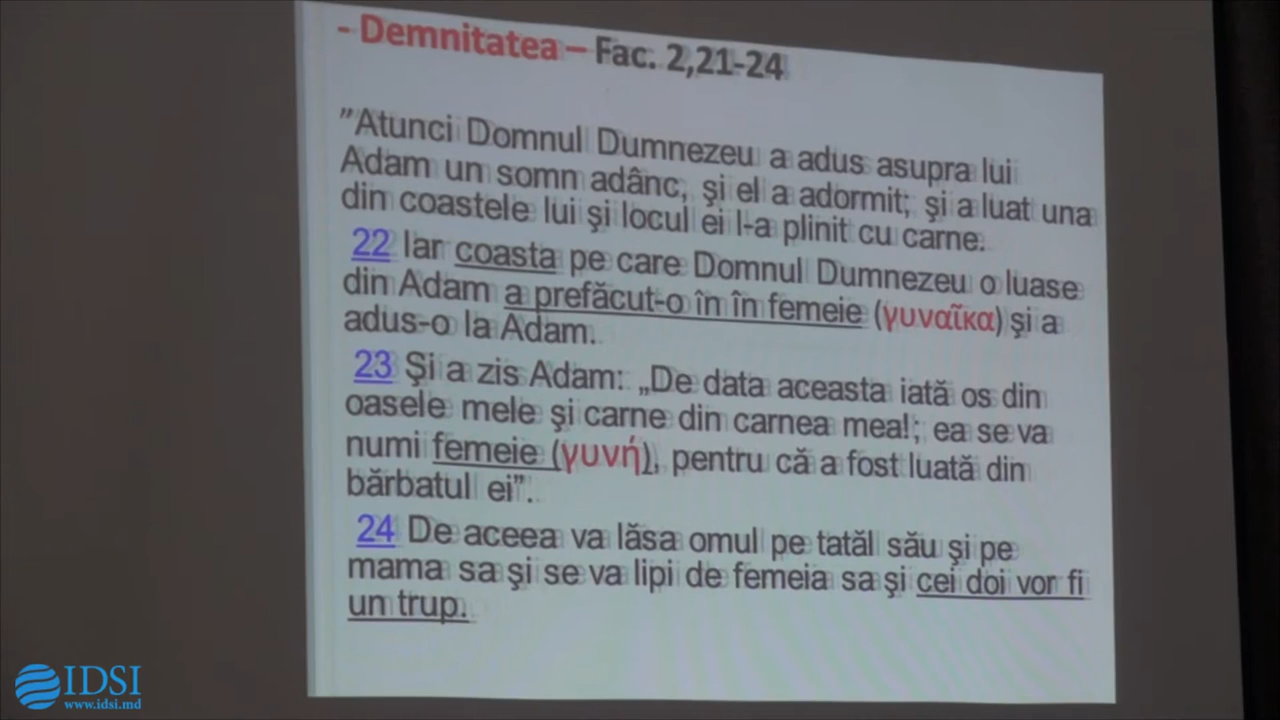 - Demnitatea – Fac. 2,21-24
”Atunci Domnul Dumnezeu a adus asupra lui
Adam un somn adânc, şi el a adormit; şi a luat una
din coastele lui şi locul ei l-a plinit cu carne.
22 Iar coasta pe care Domnul Dumnezeu o luase
din Adam a prefăcut-o în în femeie (γυναῖκα) şi a
adus-o la Adam.
23 Şi a zis Adam: „De data aceasta iată os din
oasele mele şi carne din carnea mea!; ea se va
numi femeie (γυνή), pentru că a fost luată din
bărbatul ei”.
24 De aceea va lăsa omul pe tatăl său şi pe
mama sa şi se va lipi de femeia sa şi cei doi vor fi
un trup.
IDSI
www.idsi.md